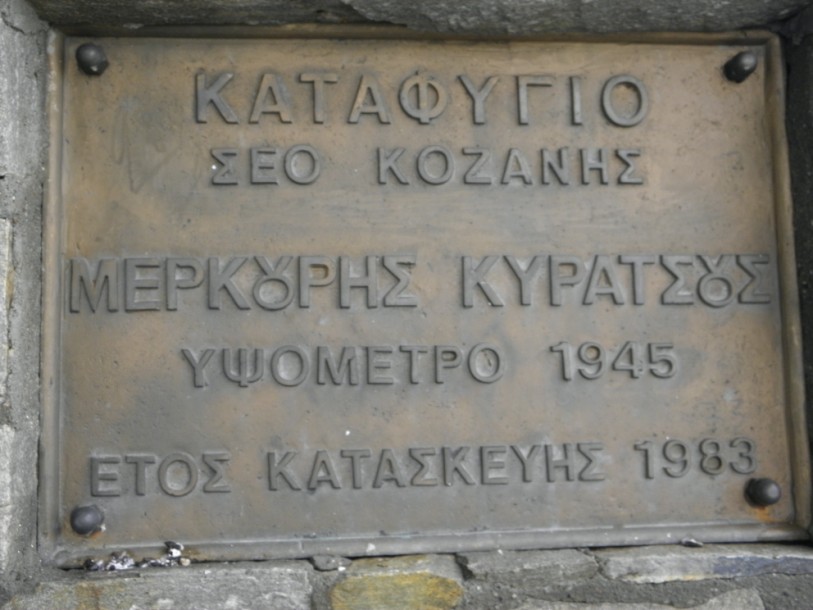 ΚΑΤΑΦΥΓΙΟ
ΣΕΟ ΚΟΖΑΝΗΣ
ΜΕΡΚȢΡΗΣ ΚΥΡΑΤΣȢΣ
ΥΨΟΜΕΤΡΟ 1945
ΕΤΟΣ ΚΑΤΑΣΚΕΥΗΣ 1983